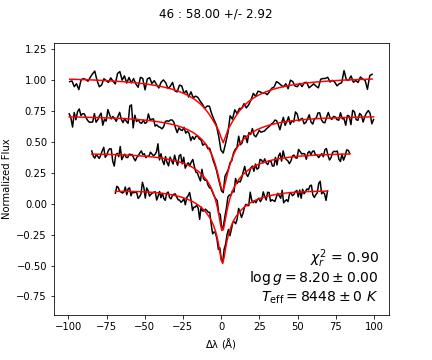 46 : 58.00 +/- 2.92
1.25
1.00
0.75
0.50
0.25
0.00
−0.25
−0.50
−0.75
Normalized Flux
χ²ᵣ = 0.90
log g = 8.20 ± 0.00
T_eff = 8448 ± 0 K
−100 −75 −50 −25 0 25 50 75 100
Δλ (Å)